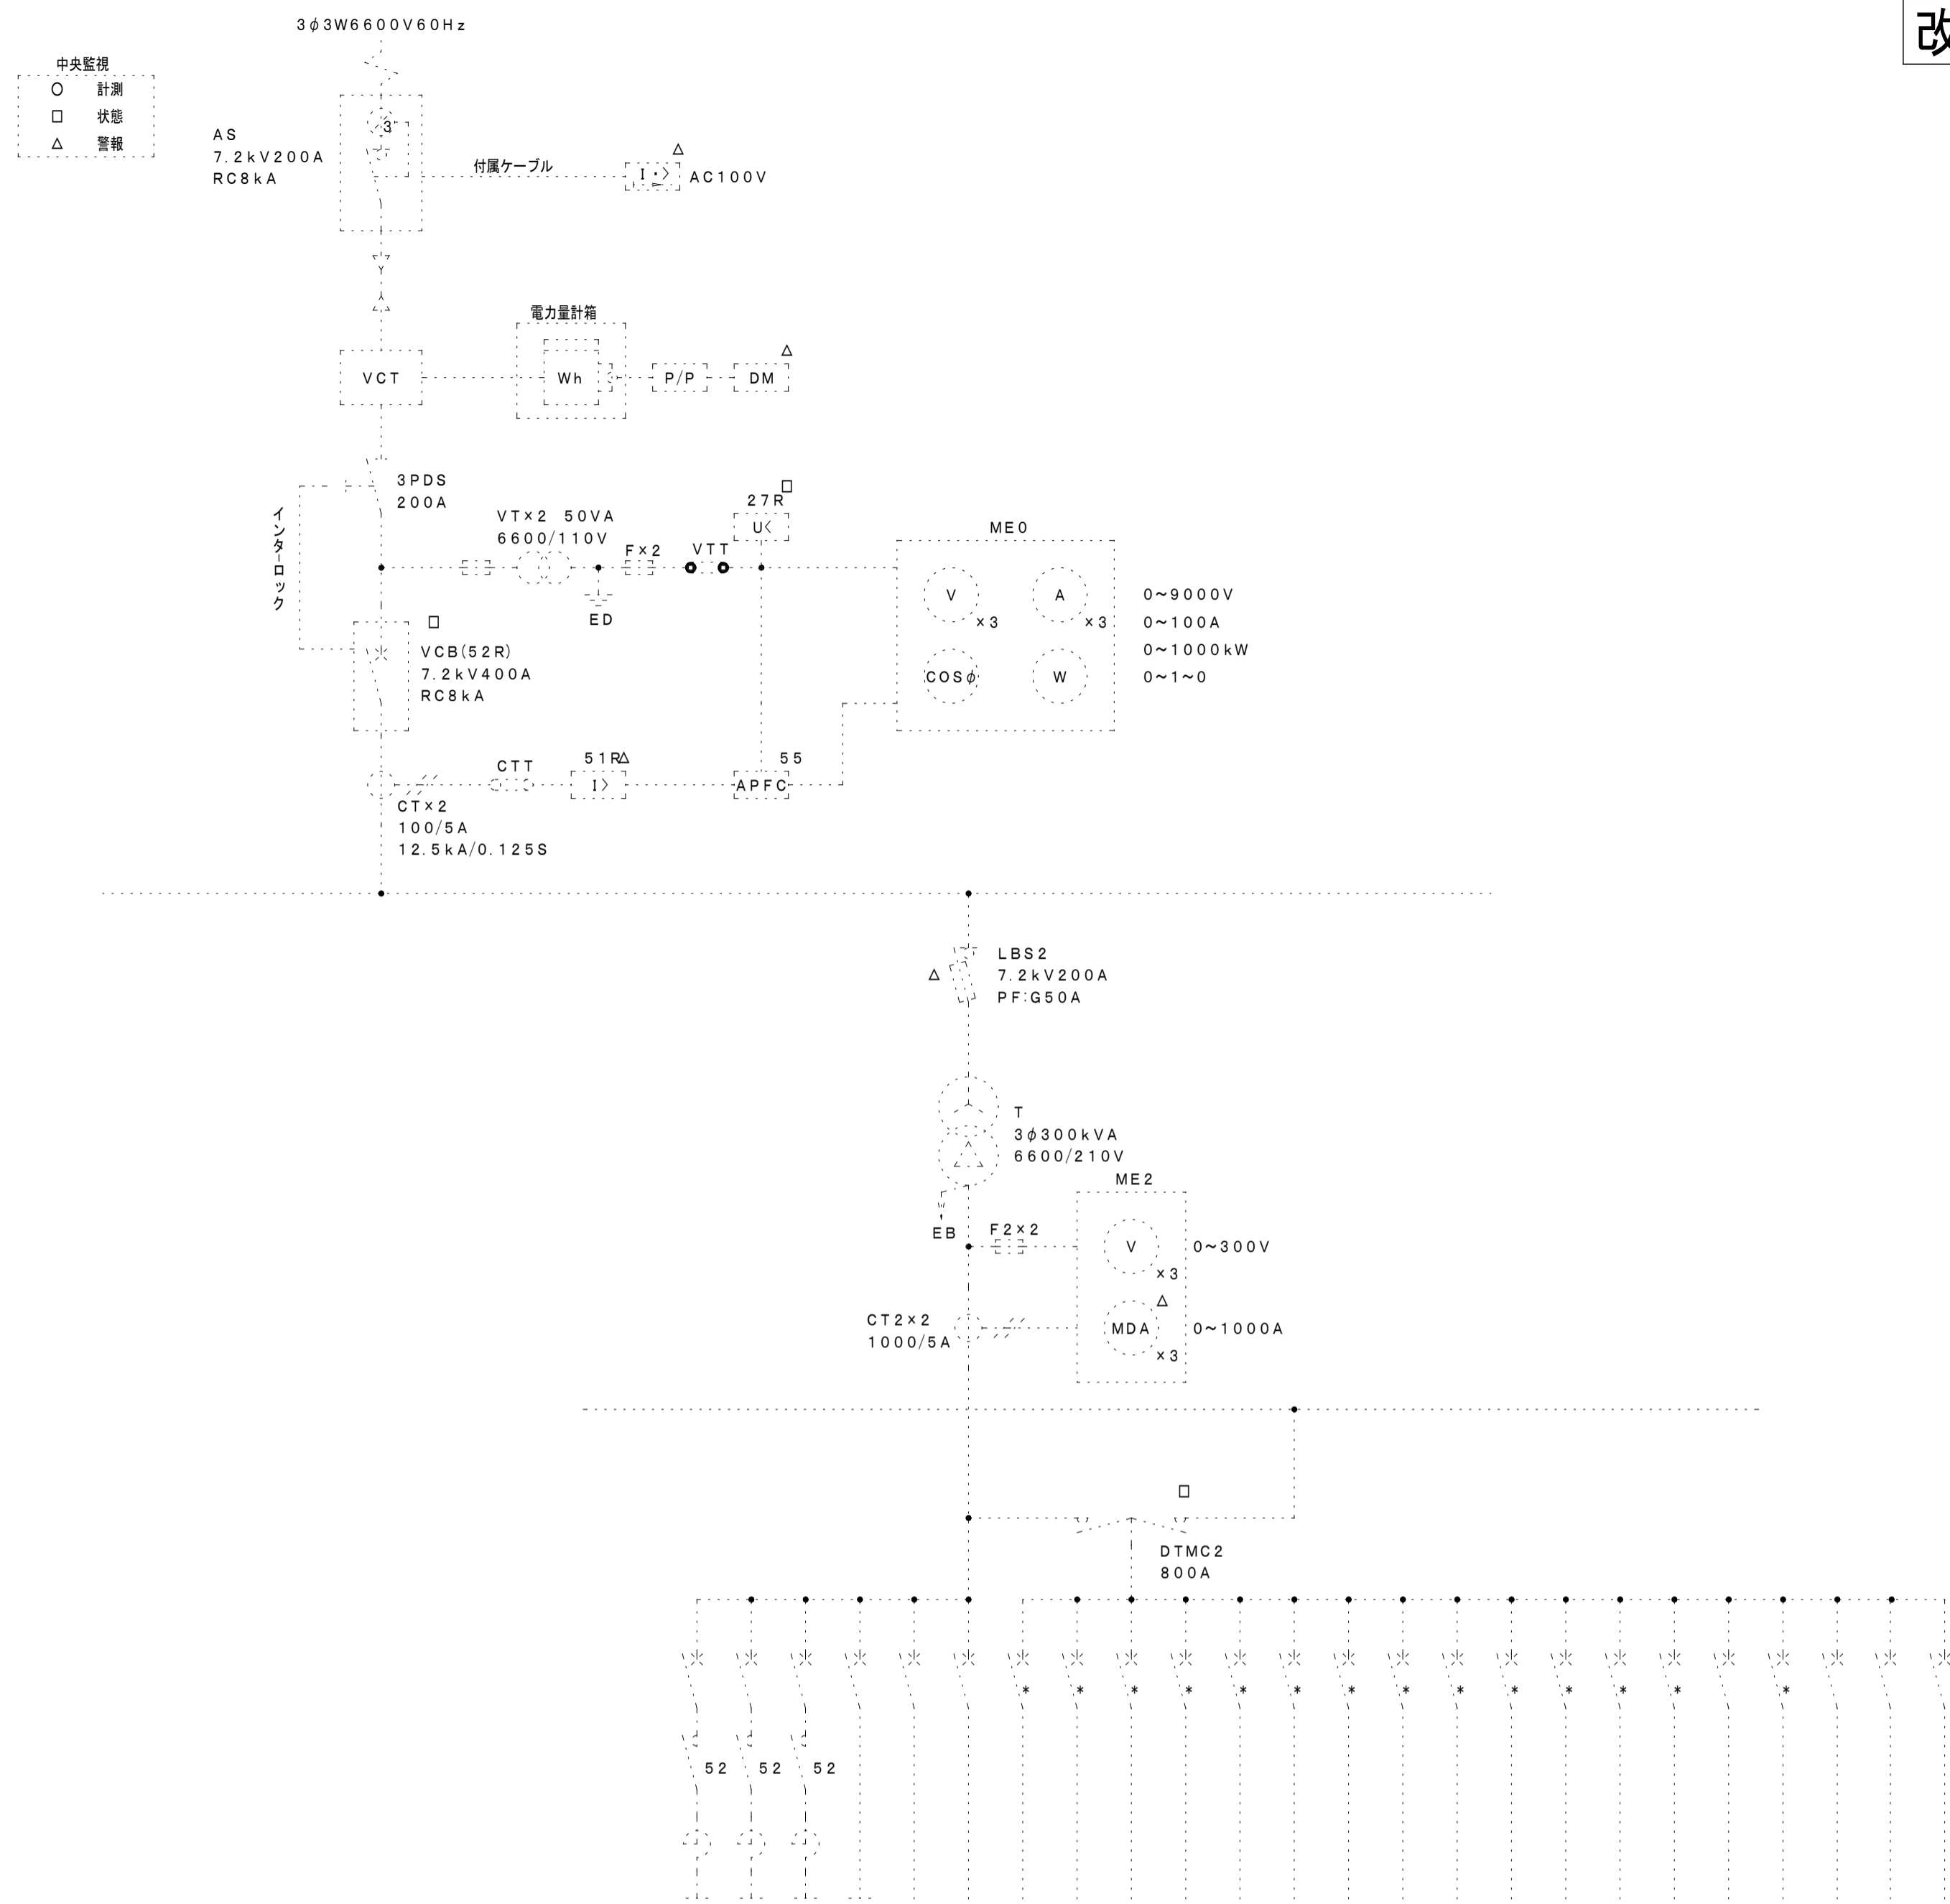 3φ3W6600V60Hz
中央監視
○ 計測
□ 状態
△ 警報
AS
7.2kV200A
RC8kA
3
付属ケーブル
△
I・〉
AC100V
電力量計箱
VCT
Wh
P/P
△
DM
3PDS
200A
インターロック
VT×2 50VA
6600/110V
F×2
VTT
□
27R
U〈
ED
ME0
V
×3
A
×3
COSφ
W
0~9000V
0~100A
0~1000kW
0~1~0
□
VCB(52R)
7.2kV400A
RC8kA
CTT
51R△
I〉
55
APFC
CT×2
100/5A
12.5kA/0.125S
△
LBS2
7.2kV200A
PF:G50A
T
3φ300kVA
6600/210V
EB
F2×2
ME2
V
×3
0~300V
CT2×2
1000/5A
△
MDA
×3
0~1000A
□
DTMC2
800A
* * * * * * * * * * * * * *
52 52 52